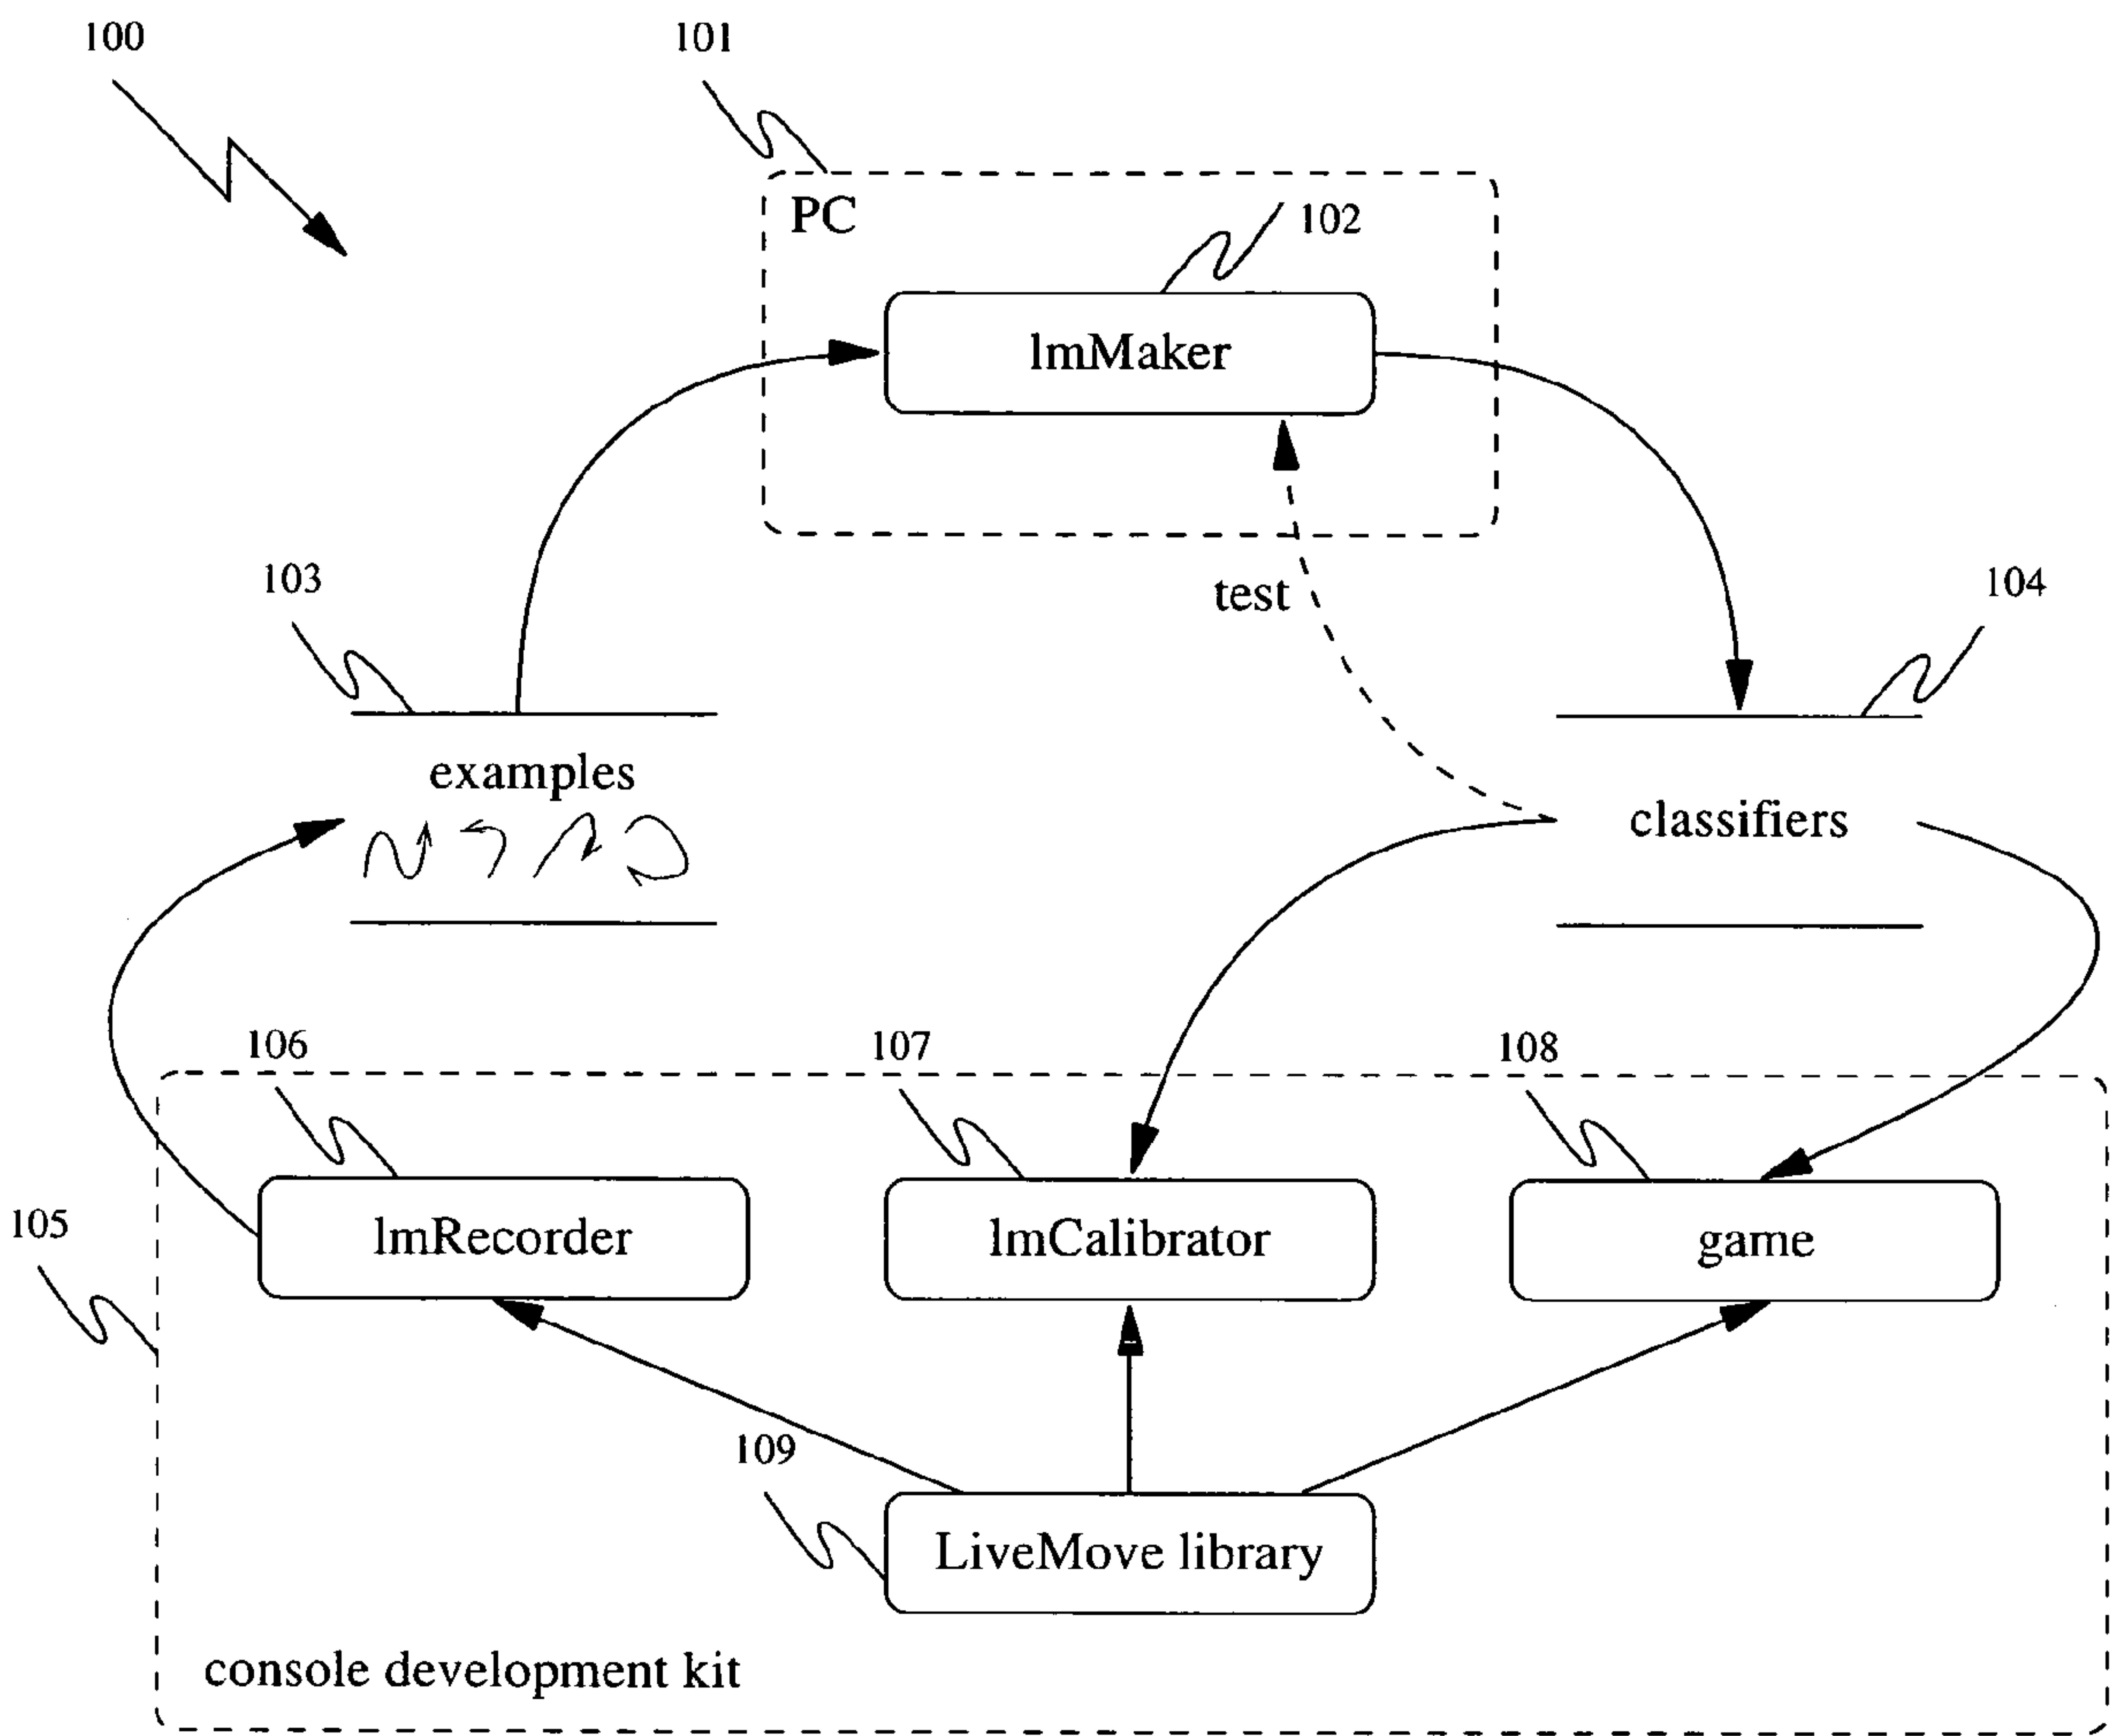 100
101
PC
102
lmMaker
103
test
104
examples
classifiers
106
107
108
105
lmRecorder
lmCalibrator
game
109
LiveMove library
console development kit